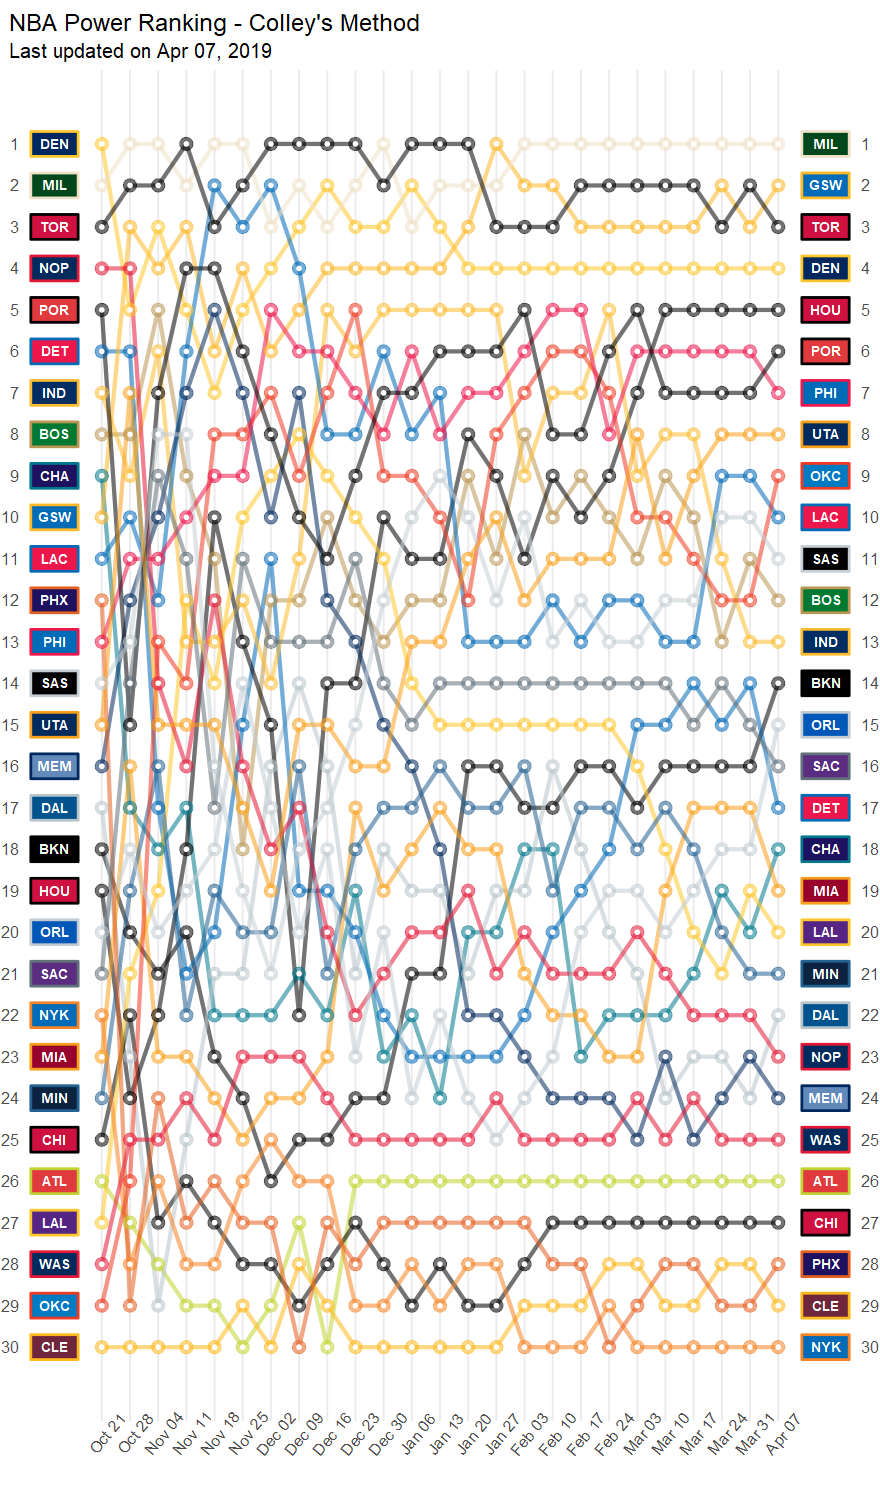 NBA Power Ranking - Colley's Method
Last updated on Apr 07, 2019
1 DEN MIL 1
2 MIL GSW 2
3 TOR TOR 3
4 NOP DEN 4
5 POR HOU 5
6 DET POR 6
7 IND PHI 7
8 BOS UTA 8
9 CHA OKC 9
10 GSW LAC 10
11 LAC SAS 11
12 PHX BOS 12
13 PHI IND 13
14 SAS BKN 14
15 UTA ORL 15
16 MEM SAC 16
17 DAL DET 17
18 BKN CHA 18
19 HOU MIA 19
20 ORL LAL 20
21 SAC MIN 21
22 NYK DAL 22
23 MIA NOP 23
24 MIN MEM 24
25 CHI WAS 25
26 ATL ATL 26
27 LAL CHI 27
28 WAS PHX 28
29 OKC CLE 29
30 CLE NYK 30
Oct 21 Oct 28 Nov 04 Nov 11 Nov 18 Nov 25 Dec 02 Dec 09 Dec 16 Dec 23 Dec 30 Jan 06 Jan 13 Jan 20 Jan 27 Feb 03 Feb 10 Feb 17 Feb 24 Mar 03 Mar 10 Mar 17 Mar 24 Mar 31 Apr 07